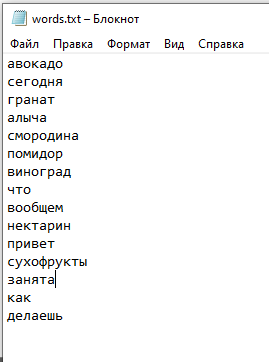 words.txt – Блокнот
Файл Правка Формат Вид Справка
авокадо
сегодня
гранат
алыча
смородина
помидор
виноград
что
вообщем
нектарин
привет
сухофрукты
занята
как
делаешь